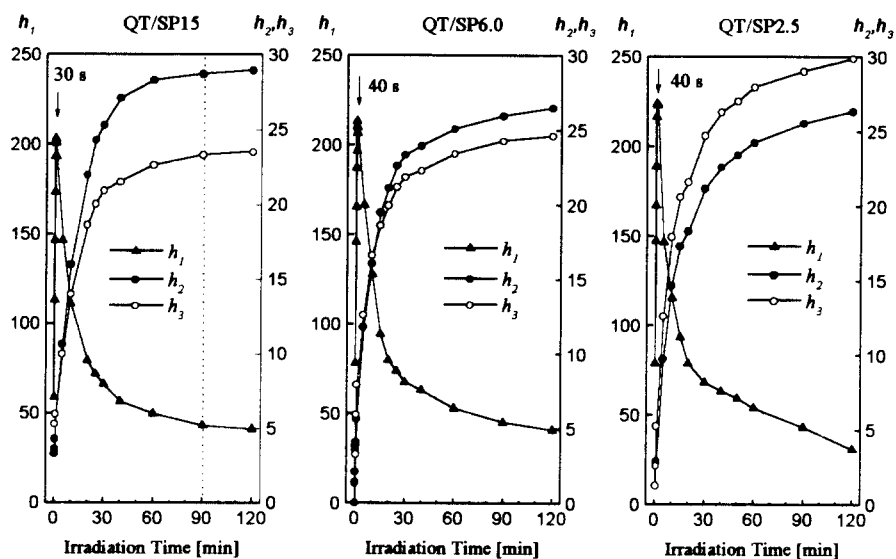 h1 QT/SP15 h2,h3
250
200
150
100
50
0
30
25
20
15
10
5
0
30 s
h1
h2
h3
0 30 60 90 120
Irradiation Time [min]
h1 QT/SP6.0 h2,h3
250
200
150
100
50
0
30
25
20
15
10
5
0
40 s
h1
h2
h3
0 30 60 90 120
Irradiation Time [min]
h1 QT/SP2.5 h2,h3
250
200
150
100
50
0
30
25
20
15
10
5
0
40 s
h1
h2
h3
0 30 60 90 120
Irradiation Time [min]